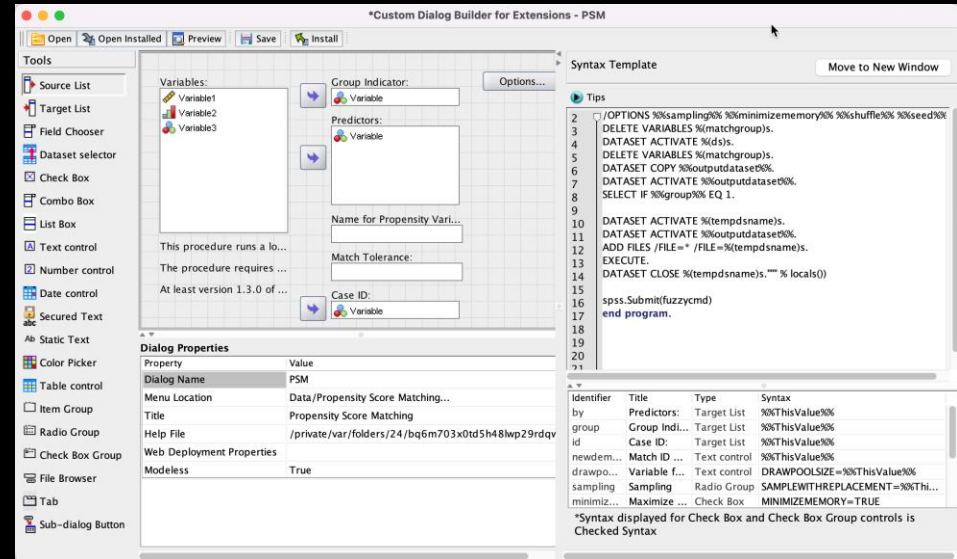 *Custom Dialog Builder for Extensions - PSM
Open Open Installed Preview Save Install
Tools
Source List
Target List
Field Chooser
Dataset selector
Check Box
Combo Box
List Box
Text control
Number control
Date control
abc Secured Text
Ab Static Text
Color Picker
Table control
Item Group
Radio Group
Check Box Group
File Browser
Tab
Sub-dialog Button
Variables:
Variable1
Variable2
Variable3
This procedure runs a lo...
The procedure requires ...
At least version 1.3.0 of ...
Group Indicator:
Variable
Options...
Predictors:
Variable
Name for Propensity Vari...
Match Tolerance:
Case ID:
Variable
Dialog Properties
Property Value
Dialog Name PSM
Menu Location Data/Propensity Score Matching...
Title Propensity Score Matching
Help File /private/var/folders/24/bq6m703x0td5h48lwp29rdqv
Web Deployment Properties
Modeless True
Syntax Template
Move to New Window
Tips
2 /OPTIONS %%sampling%% %%minimizememory%% %%shuffle%% %%seed%%
3 DELETE VARIABLES %(matchgroup)s.
4 DATASET ACTIVATE %(ds)s.
5 DELETE VARIABLES %(matchgroup)s.
6 DATASET COPY %%outputdataset%%.
7 DATASET ACTIVATE %%outputdataset%%.
8 SELECT IF %%group%% EQ 1.
9
10 DATASET ACTIVATE %(tempdsname)s.
11 DATASET ACTIVATE %%outputdataset%%.
12 ADD FILES /FILE=* /FILE=%(tempdsname)s.
13 EXECUTE.
14 DATASET CLOSE %(tempdsname)s.""" % locals())
15
16 spss.Submit(fuzzycmd)
17 end program.
18
19
20
21
Identifier Title Type Syntax
by Predictors: Target List %%ThisValue%%
group Group Indi... Target List %%ThisValue%%
id Case ID: Target List %%ThisValue%%
newdem... Match ID ... Text control %%ThisValue%%
drawpo... Variable f... Text control DRAWPOOLSIZE=%%ThisValue%%
sampling Sampling Radio Group SAMPLEWITHREPLACEMENT=%%Thi...
minimiz... Maximize ... Check Box MINIMIZEMEMORY=TRUE
*Syntax displayed for Check Box and Check Box Group controls is
Checked Syntax